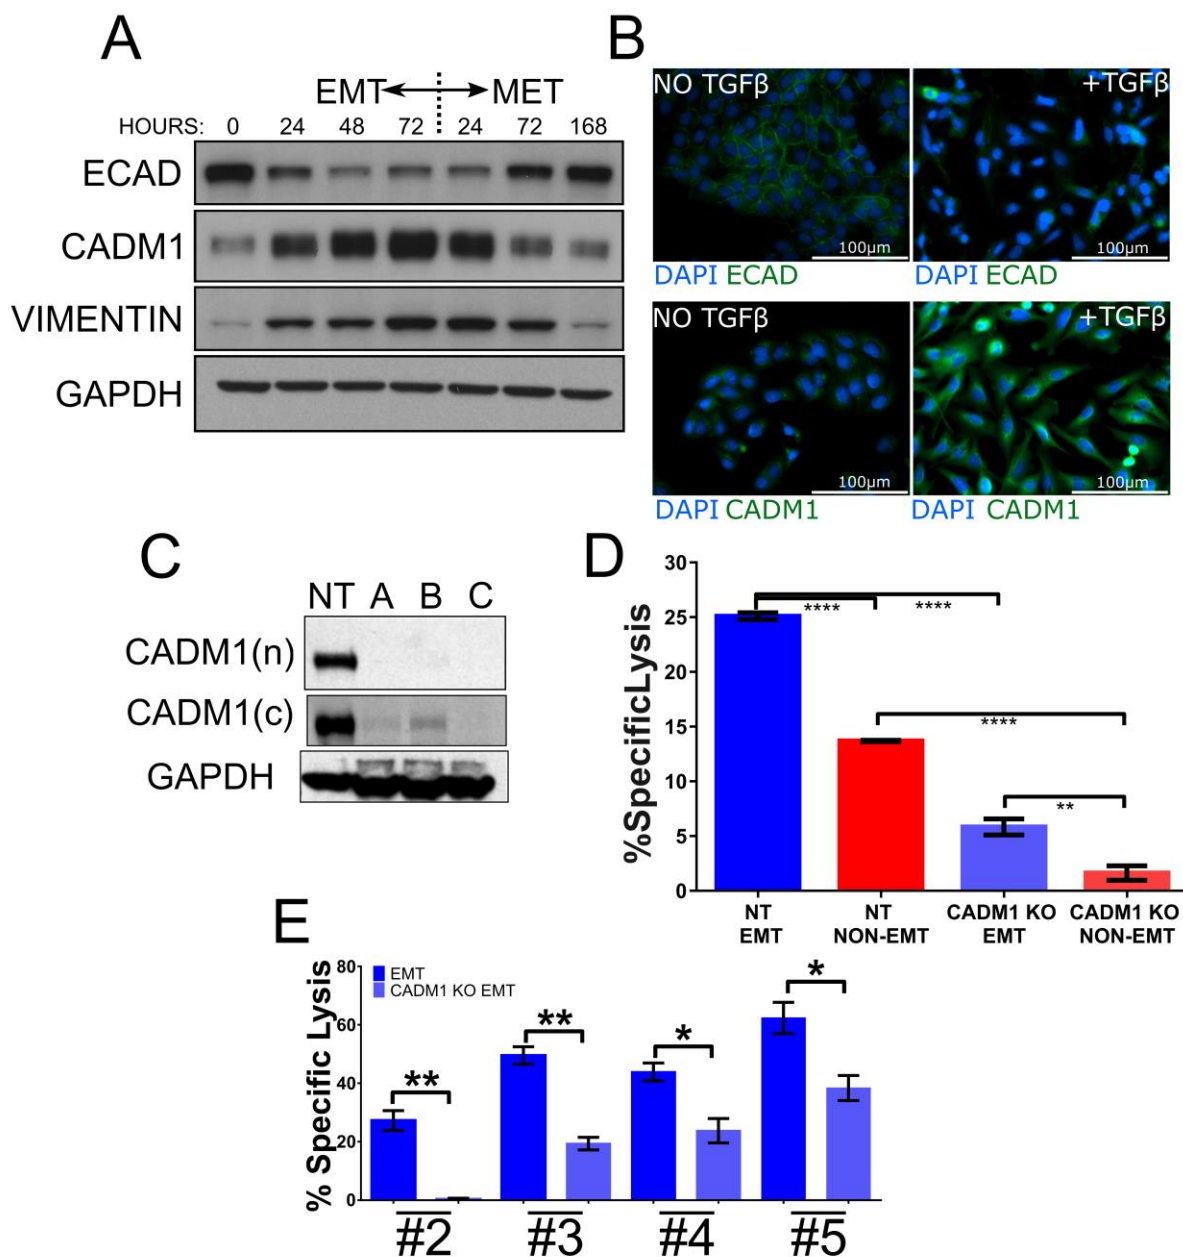 A
EMT MET
HOURS: 0 24 48 72 24 72 168
ECAD
CADM1
VIMENTIN
GAPDH
B
NO TGFβ +TGFβ
100µm 100µm
DAPI ECAD DAPI ECAD
NO TGFβ +TGFβ
100µm 100µm
DAPI CADM1 DAPI CADM1
C
NT A B C
CADM1(n)
CADM1(c)
GAPDH
D
%SpecificLysis
30
25
20
15
10
5
0
**** ****
****
**
NT EMT
NT NON-EMT
CADM1 KO EMT
CADM1 KO NON-EMT
E
% Specific Lysis
80
60
40
20
0
EMT
CADM1 KO EMT
** ** * *
#2 #3 #4 #5